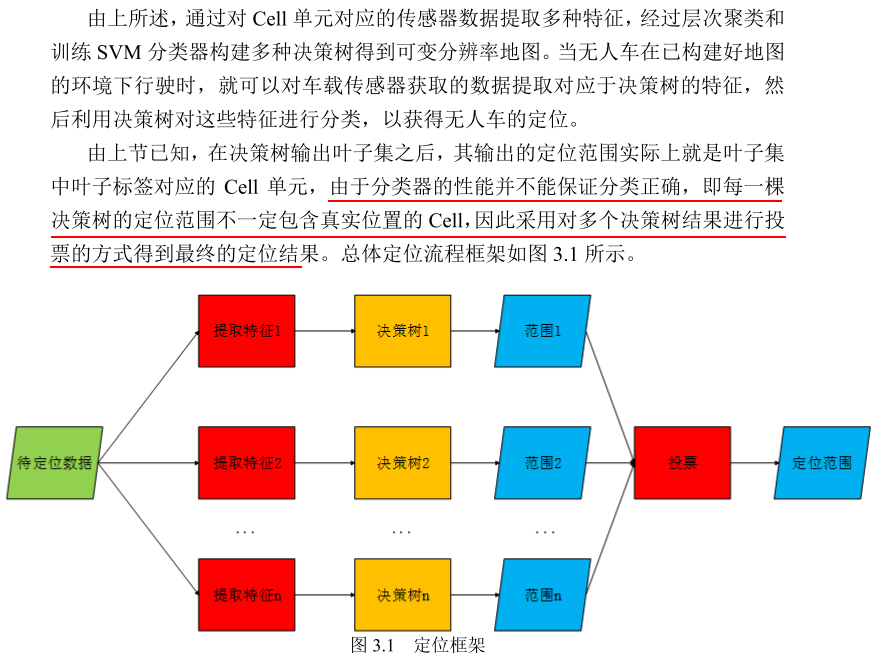 由上所述，通过对 Cell 单元对应的传感器数据提取多种特征，经过层次聚类和
训练 SVM 分类器构建多种决策树得到可变分辨率地图。当无人车在已构建好地图
的环境下行驶时，就可以对车载传感器获取的数据提取对应于决策树的特征，然
后利用决策树对这些特征进行分类，以获得无人车的定位。
由上节已知，在决策树输出叶子集之后，其输出的定位范围实际上就是叶子集
中叶子标签对应的 Cell 单元，由于分类器的性能并不能保证分类正确，即每一棵
决策树的定位范围不一定包含真实位置的 Cell，因此采用对多个决策树结果进行投
票的方式得到最终的定位结果。总体定位流程框架如图 3.1 所示。
提取特征1
决策树1
范围1
待定位数据
提取特征2
决策树2
范围2
投票
定位范围
...
...
...
提取特征n
决策树n
范围n
图 3.1 定位框架